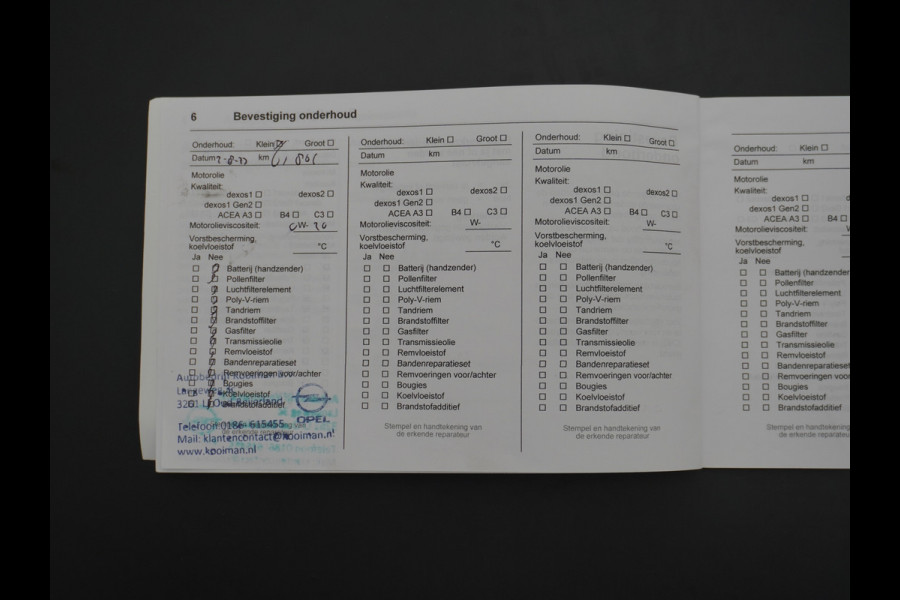 6 Bevestiging onderhoud
Onderhoud: Klein Groot
Datum km
Motorolie
Kwaliteit:
dexos1 dexos2
dexos1 Gen2
ACEA A3 B4 C3
Motorolieviscositeit: 0W-20
Vorstbescherming,
koelvloeistof °C
Ja Nee
Batterij (handzender)
Pollenfilter
Luchtfilterelement
Poly-V-riem
Tandriem
Brandstoffilter
Gasfilter
Transmissieolie
Remvloeistof
Bandenreparatieset
Remvoeringen voor/achter
Bougies
Koelvloeistof
Brandstofadditief
Telefoon 0186-615455
Mail: klantencontact@kooiman.nl
www.kooiman.nl
OPEL
Onderhoud: Klein Groot
Datum km
Motorolie
Kwaliteit:
dexos1 dexos2
dexos1 Gen2
ACEA A3 B4 C3
Motorolieviscositeit: W-
Vorstbescherming,
koelvloeistof °C
Ja Nee
Batterij (handzender)
Pollenfilter
Luchtfilterelement
Poly-V-riem
Tandriem
Brandstoffilter
Gasfilter
Transmissieolie
Remvloeistof
Bandenreparatieset
Remvoeringen voor/achter
Bougies
Koelvloeistof
Brandstofadditief
Stempel en handtekening van
de erkende reparateur
Onderhoud: Klein Groot
Datum km
Motorolie
Kwaliteit:
dexos1 dexos2
dexos1 Gen2
ACEA A3 B4 C3
Motorolieviscositeit: W-
Vorstbescherming,
koelvloeistof °C
Ja Nee
Batterij (handzender)
Pollenfilter
Luchtfilterelement
Poly-V-riem
Tandriem
Brandstoffilter
Gasfilter
Transmissieolie
Remvloeistof
Bandenreparatieset
Remvoeringen voor/achter
Bougies
Koelvloeistof
Brandstofadditief
Stempel en handtekening van
de erkende reparateur
Onderhoud: Klein
Datum km
Motorolie
Kwaliteit:
dexos1
dexos1 Gen2
ACEA A3 B4
Motorolieviscositeit:
Vorstbescherming,
koelvloeistof
Ja Nee
Batterij (handzender)
Pollenfilter
Luchtfilterelement
Poly-V-riem
Tandriem
Brandstoffilter
Gasfilter
Transmissieolie
Remvloeistof
Bandenreparatieset
Remvoeringen voor
Bougies
Koelvloeistof
Brandstofadditief
Stempel en handtekening
de erkende reparateur